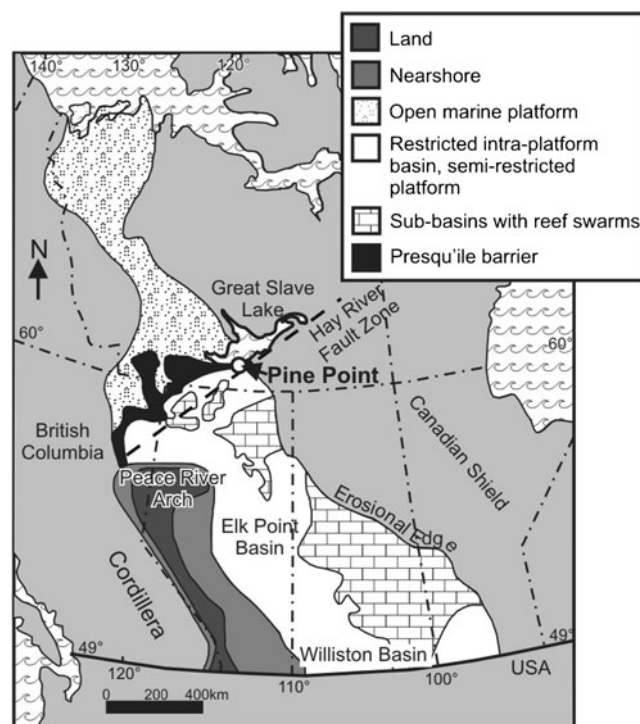 Land
Nearshore
Open marine platform
Restricted intra-platform
basin, semi-restricted
platform
Sub-basins with reef swarms
Presqu'ile barrier
140°
130°
120°
N
60°
Great Slave
Lake
Hay River
Fault Zone
60°
Pine Point
British
Columbia
Canadian Shield
Peace River
Arch
Erosional Edge
Elk Point
Basin
Cordillera
49°
49°
Williston Basin
USA
120°
110°
100°
0 200 400km